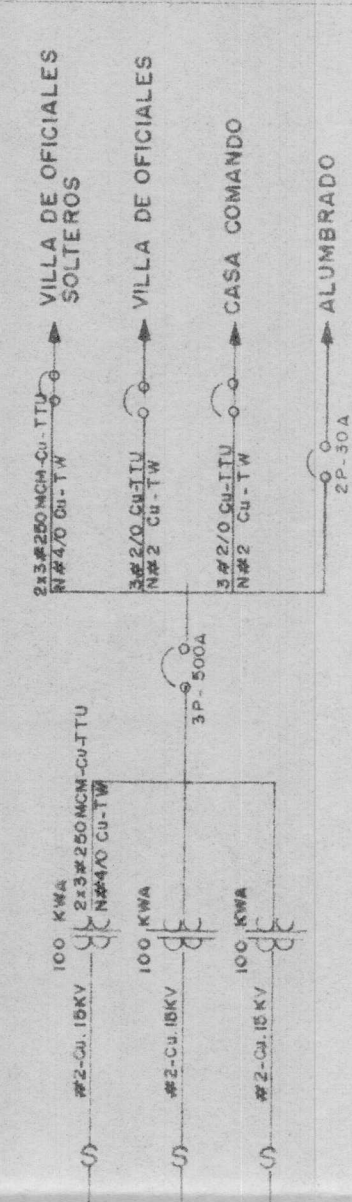 VILLA DE OFICIALES
SOLTEROS
2x3#250MCM-Cu-TTU
N#4/0 Cu-TW
VILLA DE OFICIALES
3#2/0 Cu-TTU
N#2 Cu-TW
CASA COMANDO
3#2/0 Cu-TTU
N#2 Cu-TW
ALUMBRADO
2P-30A
3P-500A
100 KWA
2x3#250MCM-Cu-TTU
N#4/0 Cu-TW
#2-Cu.15KV
100 KWA
#2-Cu.15KV
100 KWA
#2-Cu.15KV